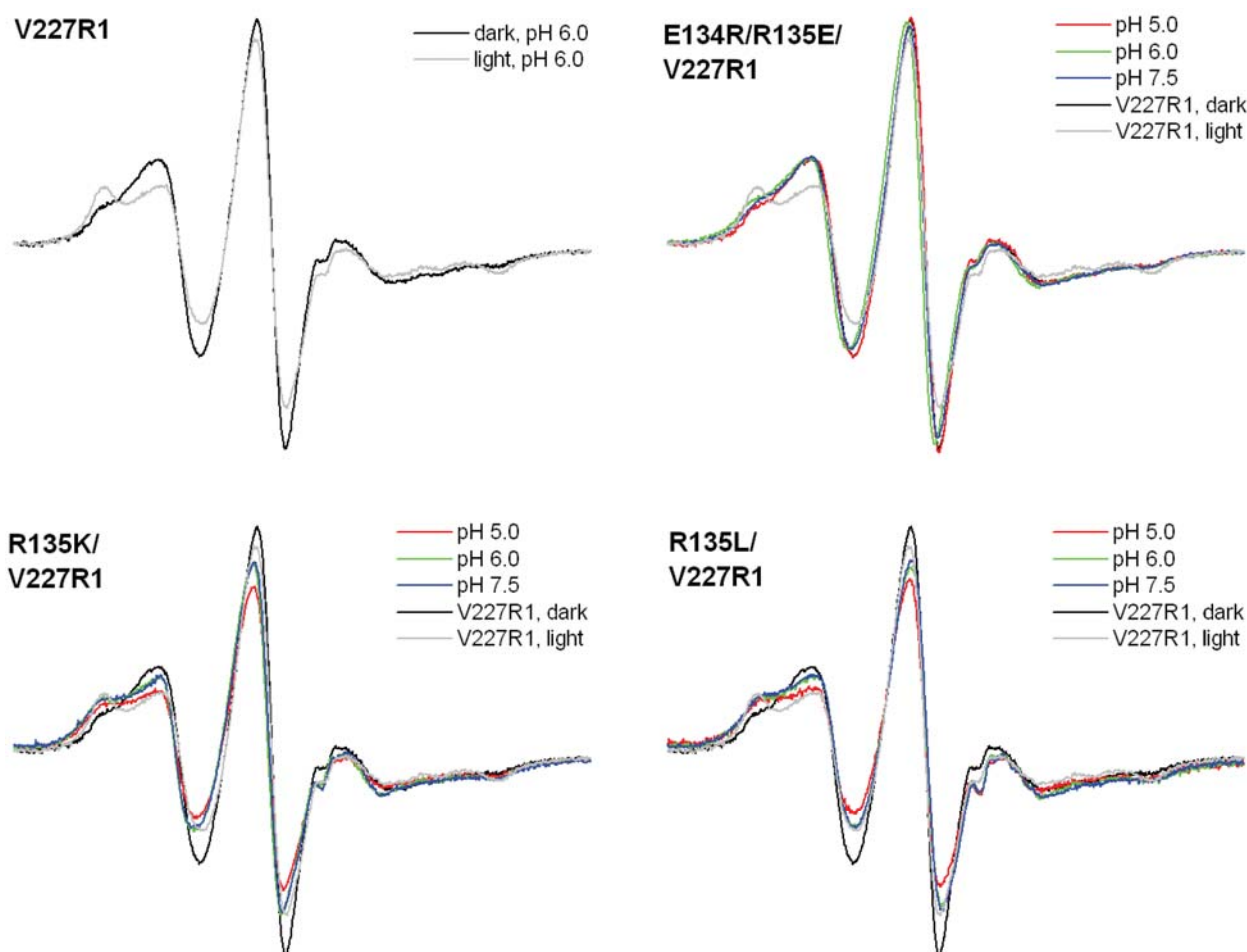 V227R1
dark, pH 6.0
light, pH 6.0
E134R/R135E/
V227R1
pH 5.0
pH 6.0
pH 7.5
V227R1, dark
V227R1, light
R135K/
V227R1
pH 5.0
pH 6.0
pH 7.5
V227R1, dark
V227R1, light
R135L/
V227R1
pH 5.0
pH 6.0
pH 7.5
V227R1, dark
V227R1, light